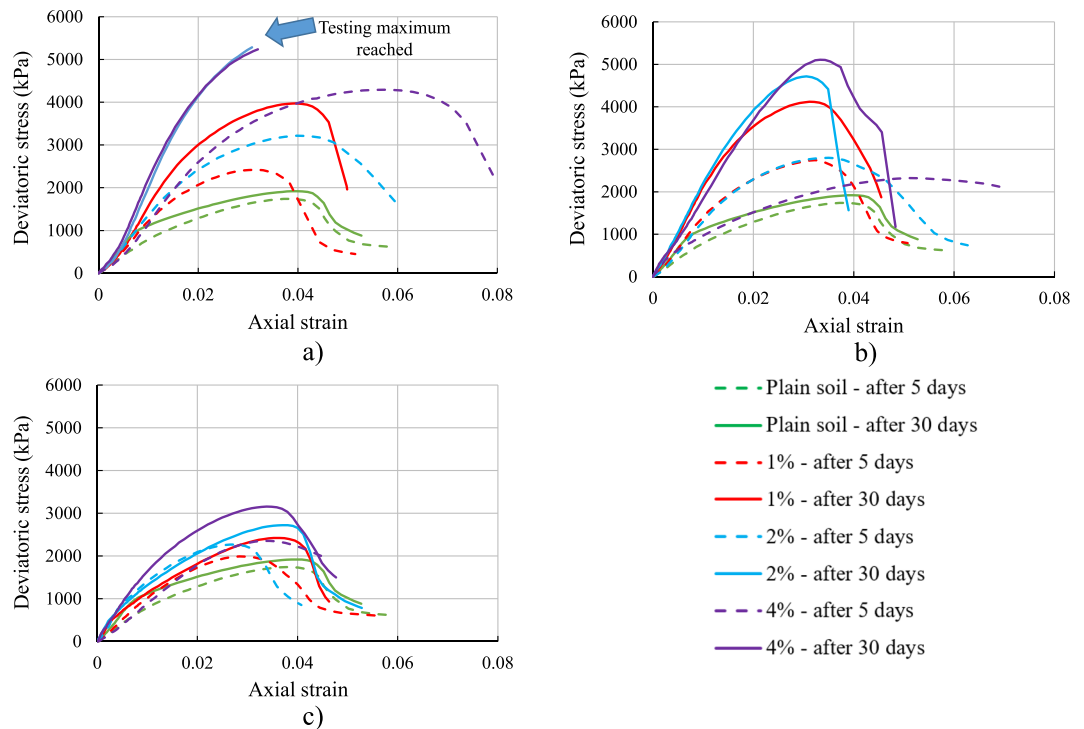 6000
5000
4000
3000
2000
1000
0
Deviatoric stress (kPa)
Testing maximum
reached
0
0.02
0.04
0.06
0.08
Axial strain
a)
6000
5000
4000
3000
2000
1000
0
Deviatoric stress (kPa)
0
0.02
0.04
0.06
0.08
Axial strain
b)
6000
5000
4000
3000
2000
1000
0
Deviatoric stress (kPa)
0
0.02
0.04
0.06
0.08
Axial strain
c)
Plain soil - after 5 days
Plain soil - after 30 days
1% - after 5 days
1% - after 30 days
2% - after 5 days
2% - after 30 days
4% - after 5 days
4% - after 30 days